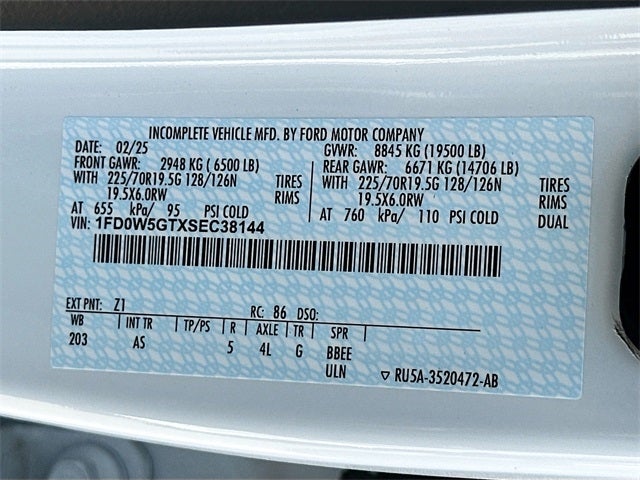 INCOMPLETE VEHICLE MFD. BY FORD MOTOR COMPANY
DATE: 02/25 GVWR: 8845 KG (19500 LB)
FRONT GAWR: 2948 KG ( 6500 LB) REAR GAWR: 6671 KG (14706 LB)
WITH 225/70R19.5G 128/126N TIRES WITH 225/70R19.5G 128/126N TIRES
19.5X6.0RW RIMS 19.5X6.0RW RIMS
AT 655 kPa/ 95 PSI COLD AT 760 kPa/ 110 PSI COLD DUAL
VIN: 1FD0W5GTXSEC38144
EXT PNT: Z1 RC: 86 DSO:
WB INT TR TP/PS R AXLE TR SPR
203 AS 5 4L G BBEE
ULN ▽ RU5A-3520472-AB